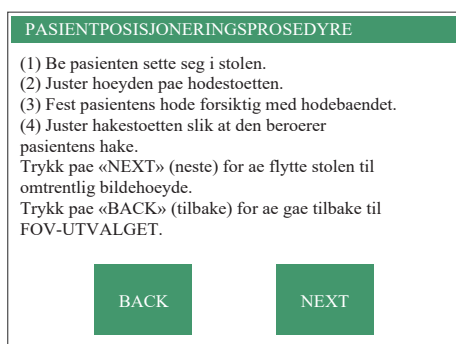 PASIENTPOSISJONERINGSPROSEDYRE
(1) Be pasienten sette seg i stolen.
(2) Juster hoeyden pae hodestoetten.
(3) Fest pasientens hode forsiktig med hodebaendet.
(4) Juster hakestoetten slik at den beroerer
pasientens hake.
Trykk pae «NEXT» (neste) for ae flytte stolen til
omtrentlig bildehoeyde.
Trykk pae «BACK» (tilbake) for ae gae tilbake til
FOV-UTVALGET.
BACK NEXT